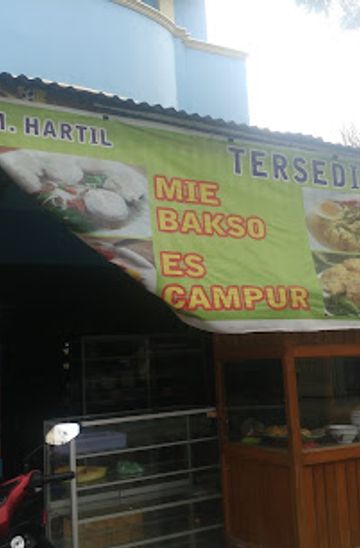 M. HARTIL
TERSEDI
MIE
BAKSO
ES
CAMPUR